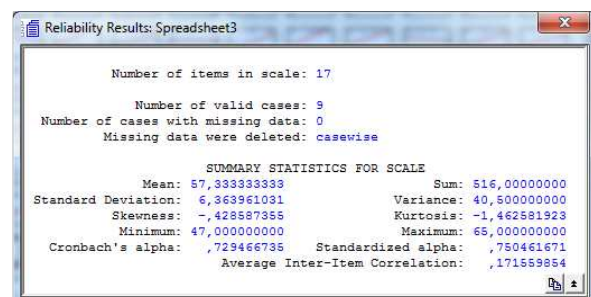 Reliability Results: Spreadsheet3
Number of items in scale: 17
Number of valid cases: 9
Number of cases with missing data: 0
Missing data were deleted: casewise
SUMMARY STATISTICS FOR SCALE
Mean: 57,333333333 Sum: 516,00000000
Standard Deviation: 6,363961031 Variance: 40,500000000
Skewness: -,428587355 Kurtosis: -1,462581923
Minimum: 47,000000000 Maximum: 65,000000000
Cronbach's alpha: ,729466735 Standardized alpha: ,750461671
Average Inter-Item Correlation: ,171559854